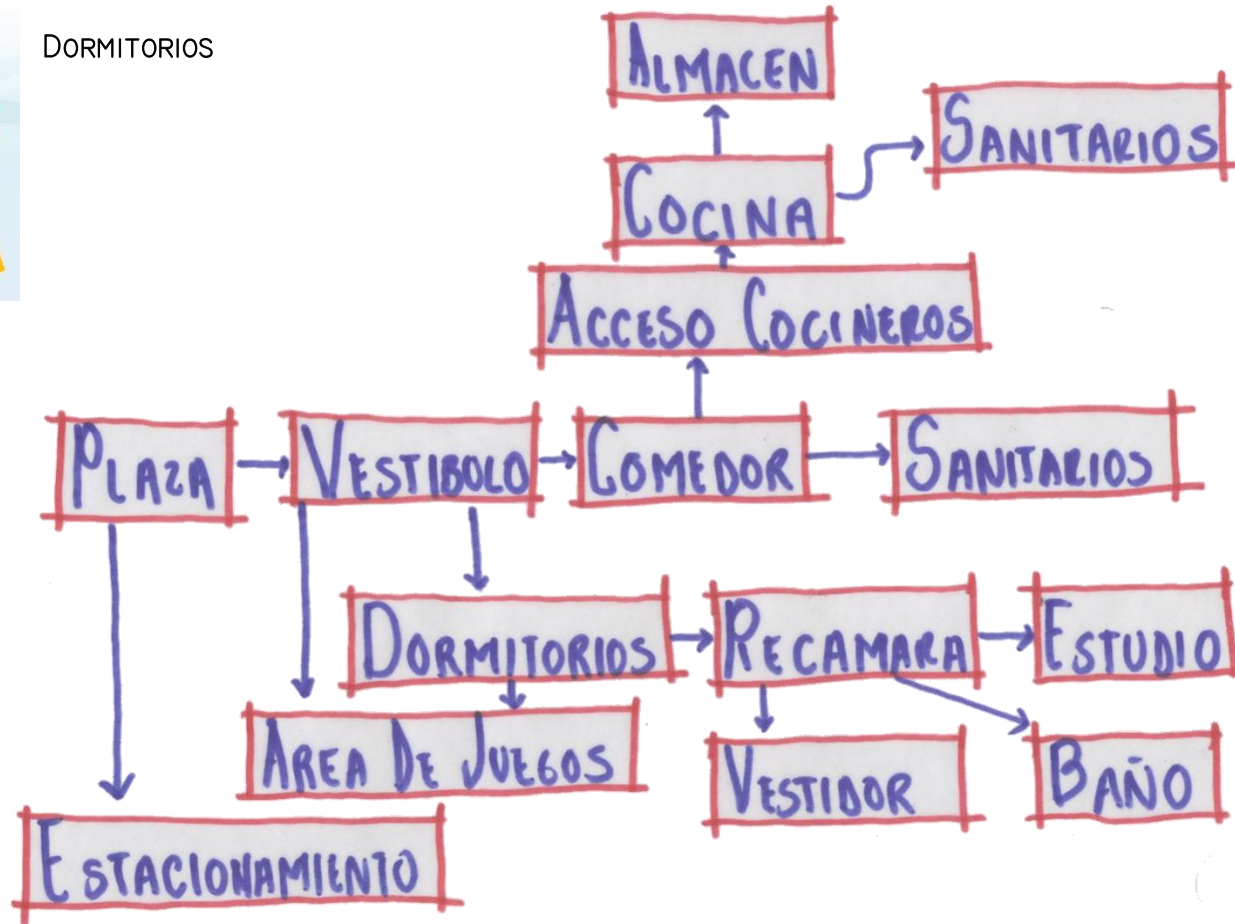 DORMITORIOS
ALMACEN
SANITARIOS
COCINA
ACCESO COCINEROS
PLAZA
VESTIBOLO
COMEDOR
SANITARIOS
DORMITORIOS
RECAMARA
ESTUDIO
AREA DE JUEGOS
VESTIDOR
BAÑO
ESTACIONAMIENTO